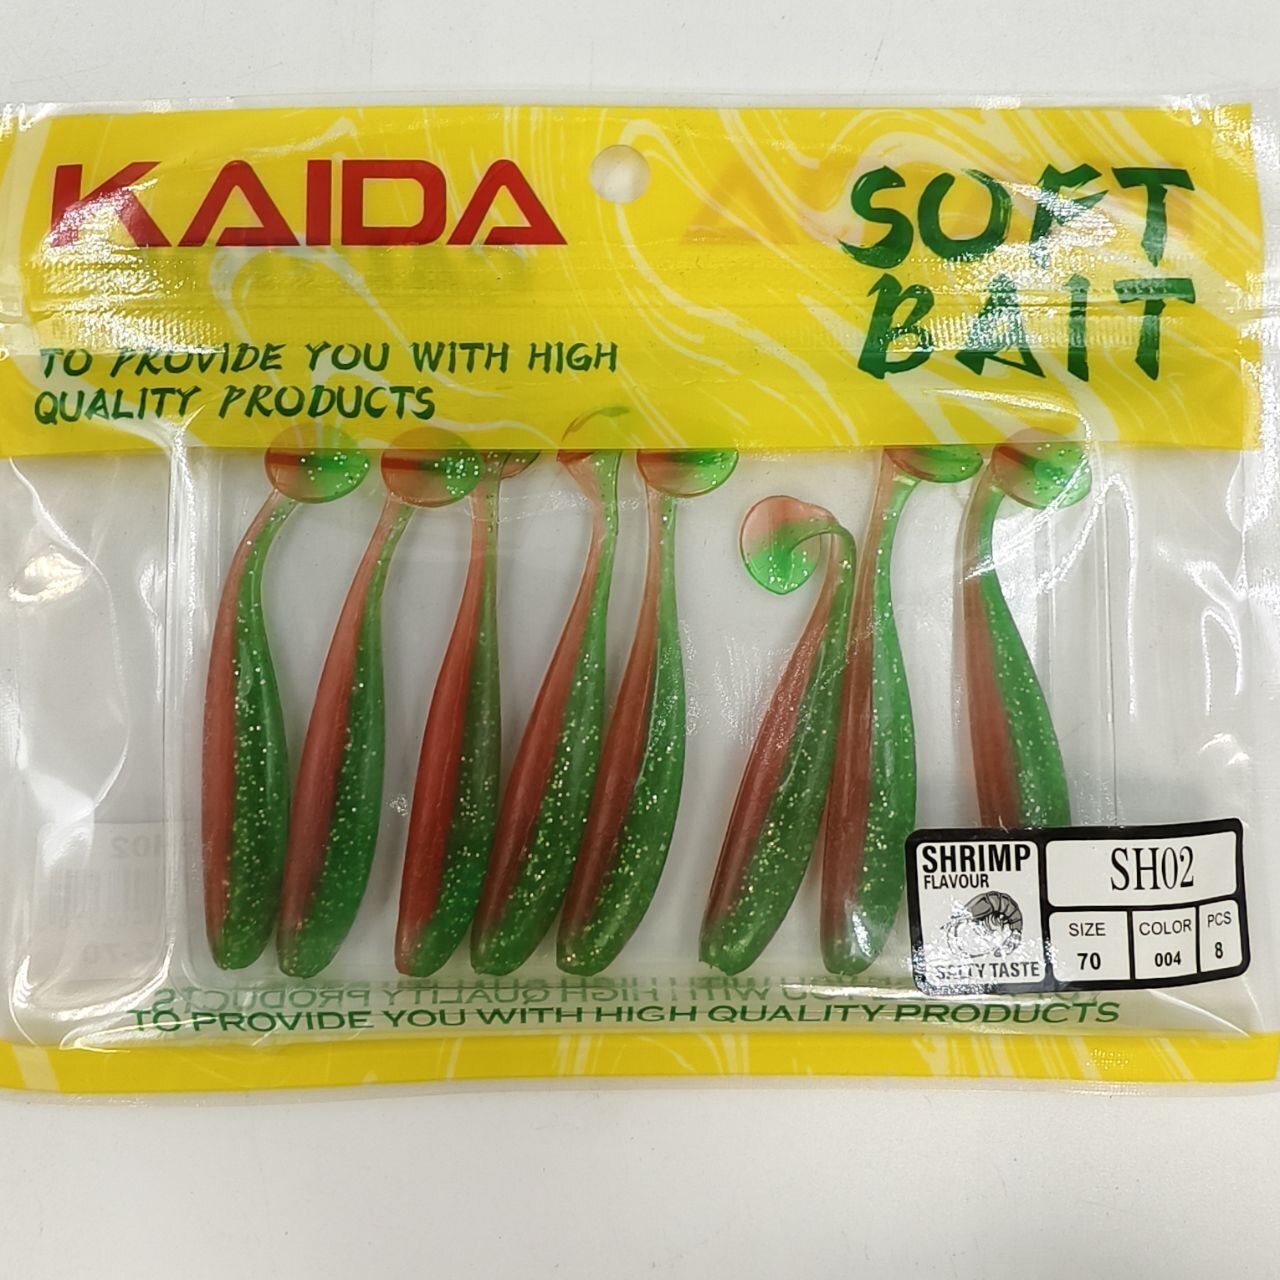 KAIDA
SOFT
BAIT
TO PROVIDE YOU WITH HIGH
QUALITY PRODUCTS
SHRIMP
FLAVOUR
SALTY TASTE
SH02
SIZE
70
COLOR
004
PCS
8
TO PROVIDE YOU WITH HIGH QUALITY PRODUCTS